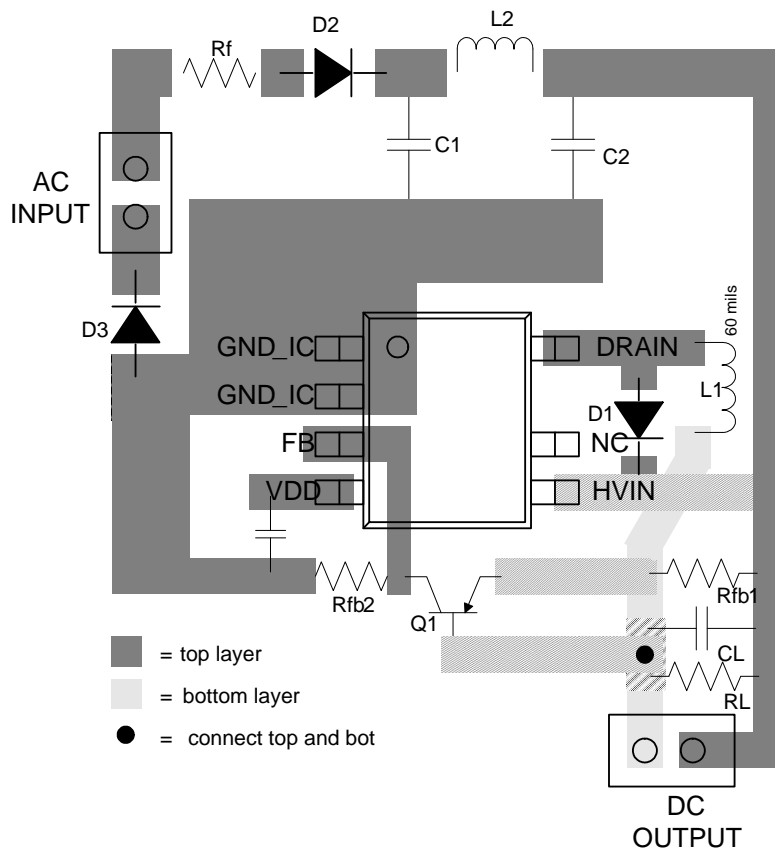 L2
D2
Rf
C1
C2
AC
INPUT
60 mils
D3
GND_IC
DRAIN
GND_IC
L1
D1
FB
NC
VDD
HVIN
Rfb2
Rfb1
Q1
CL
= top layer
RL
= bottom layer
= connect top and bot
DC
OUTPUT